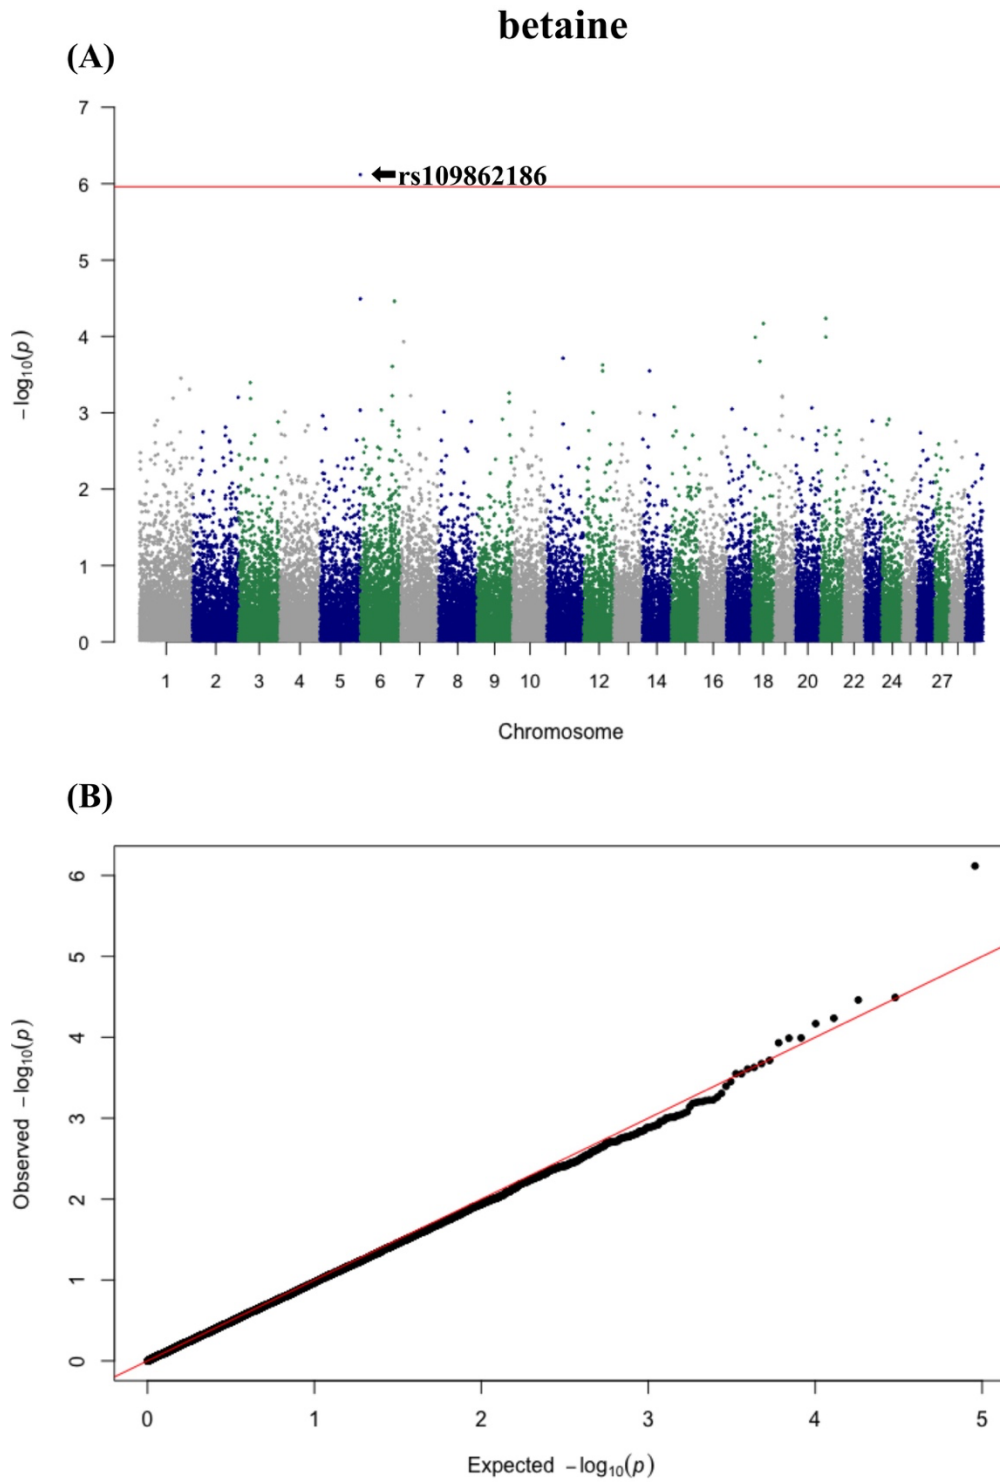 betaine
(A)
7
6
5
4
3
2
1
0
−log10(p)
rs109862186
1 2 3 4 5 6 7 8 9 10 12 14 16 18 20 22 24 27
Chromosome
(B)
6
5
4
3
2
1
0
Observed −log10(p)
0 1 2 3 4 5
Expected −log10(p)